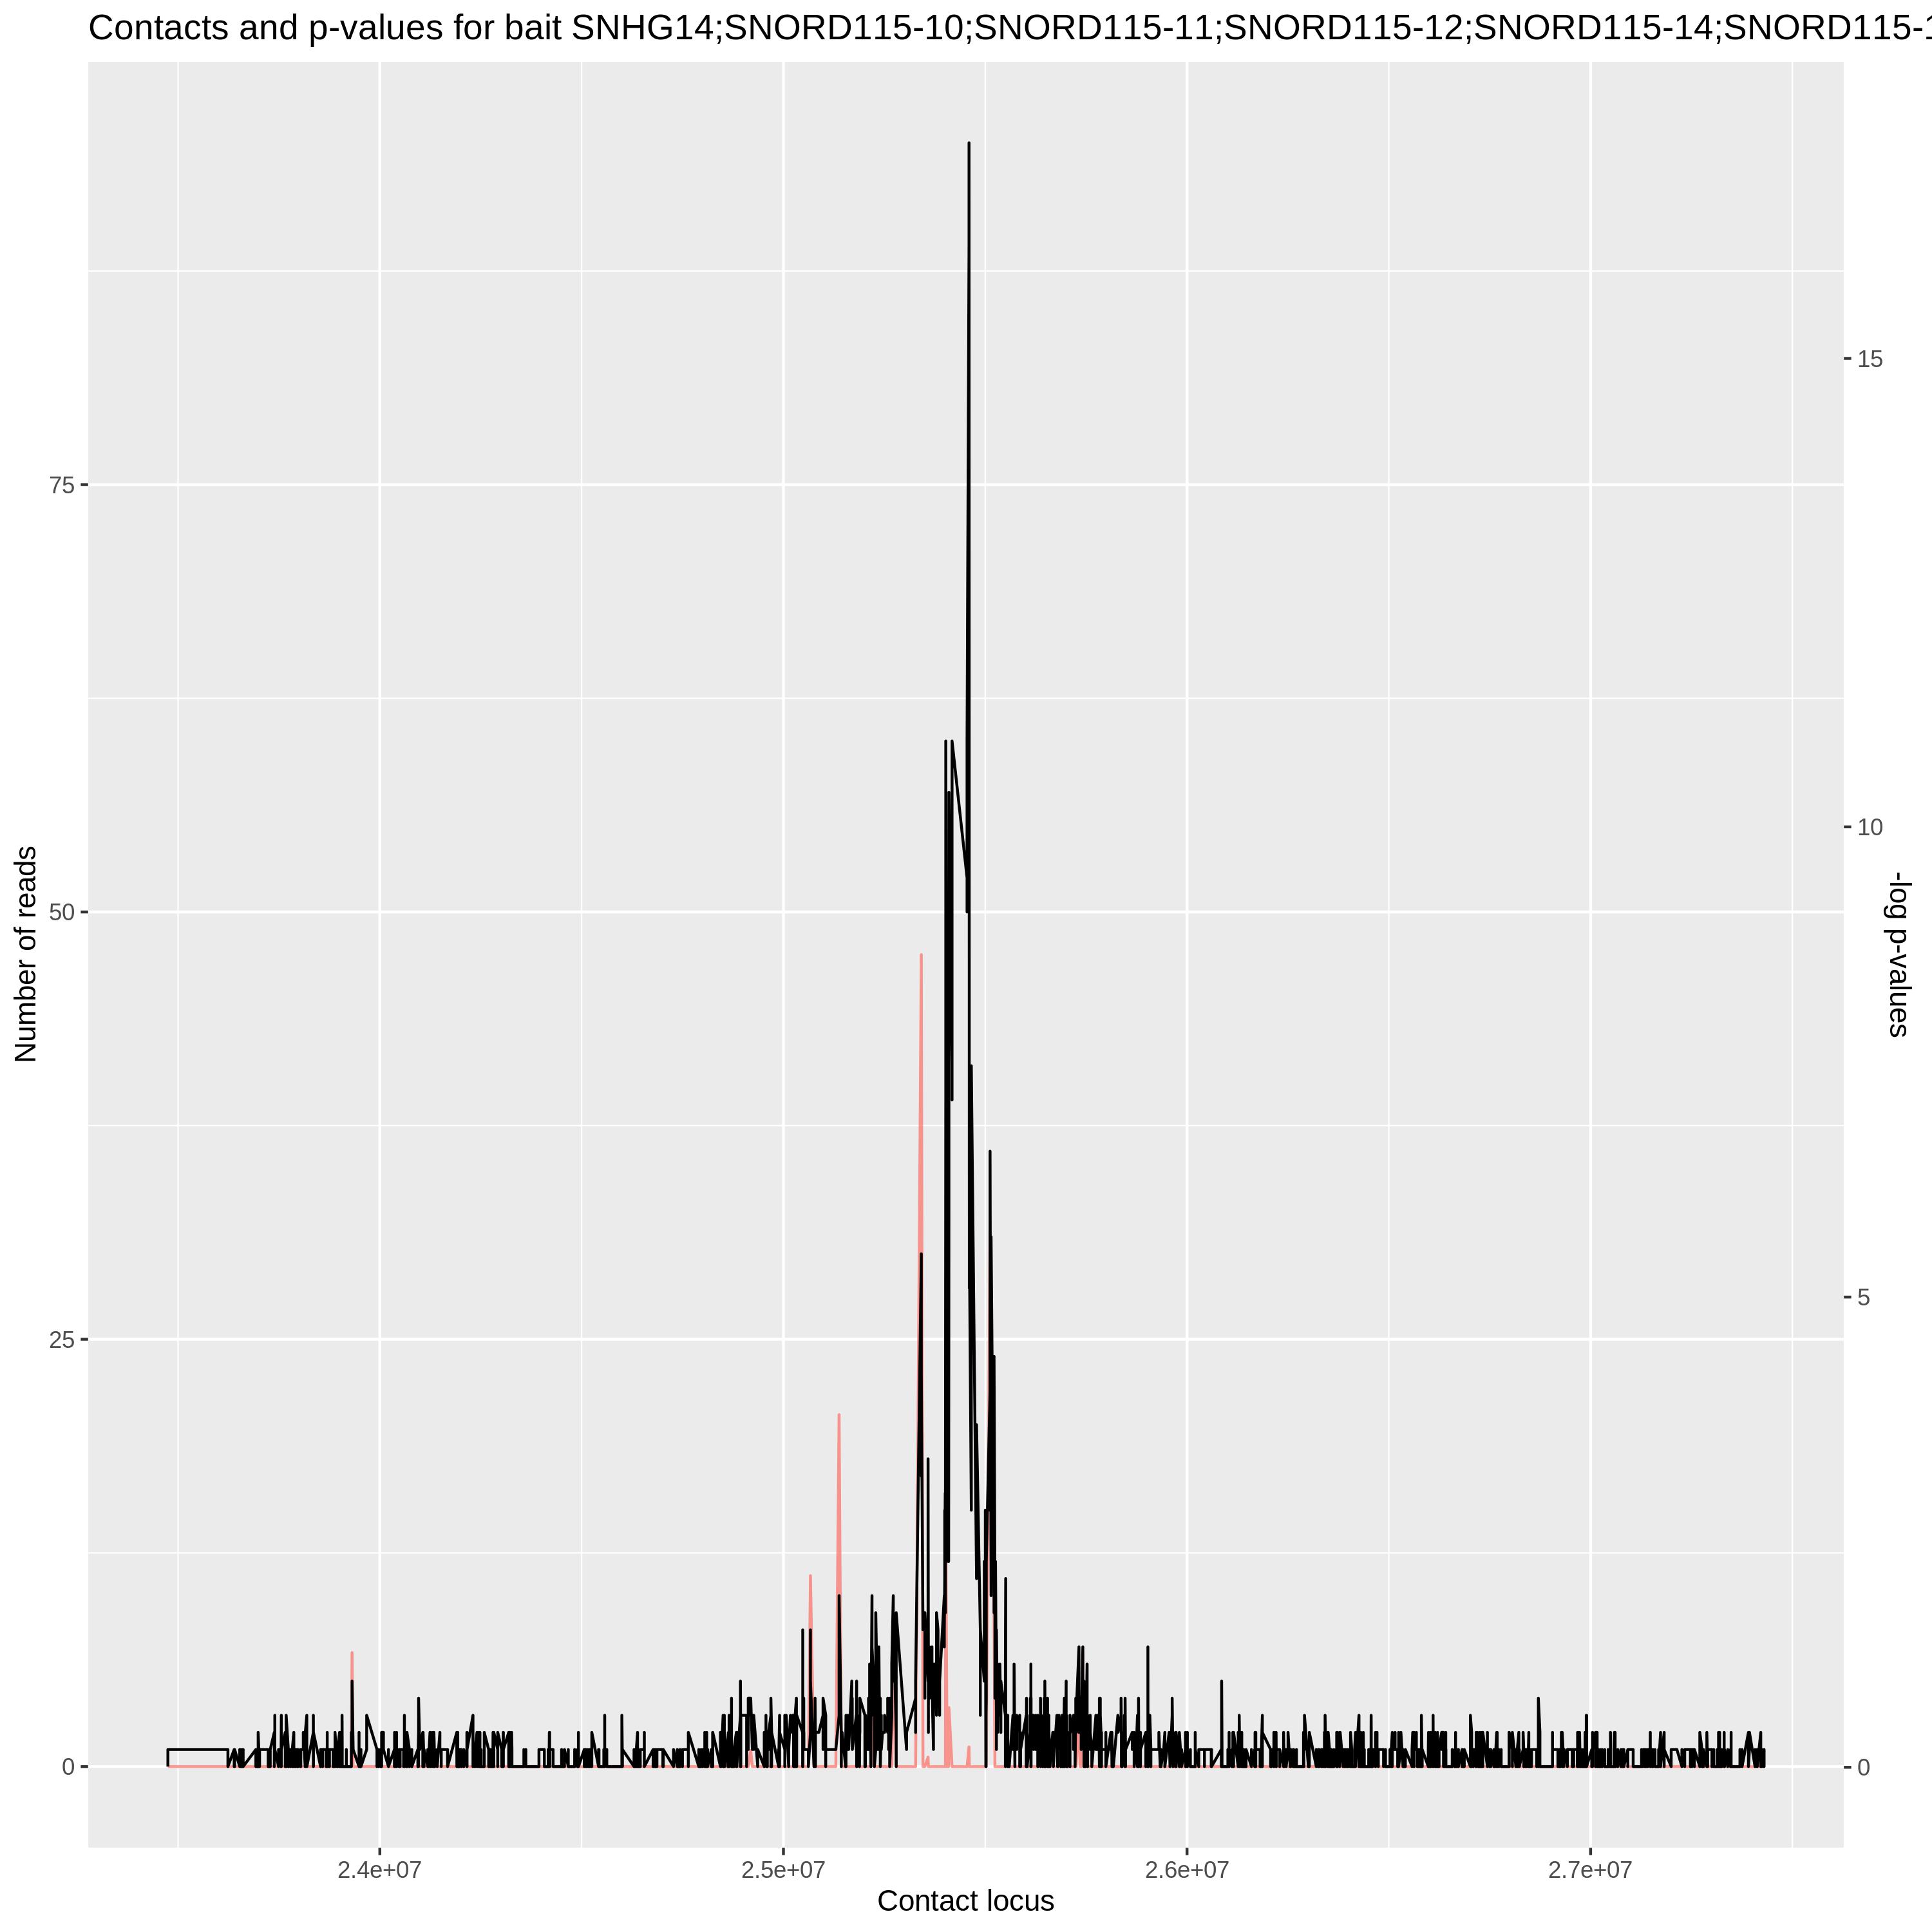 Contacts and p-values for bait SNHG14;SNORD115-10;SNORD115-11;SNORD115-12;SNORD115-14;SNORD115-1
75
50
25
0
Number of reads
15
10
5
0
-log p-values
2.4e+07
2.5e+07
2.6e+07
2.7e+07
Contact locus